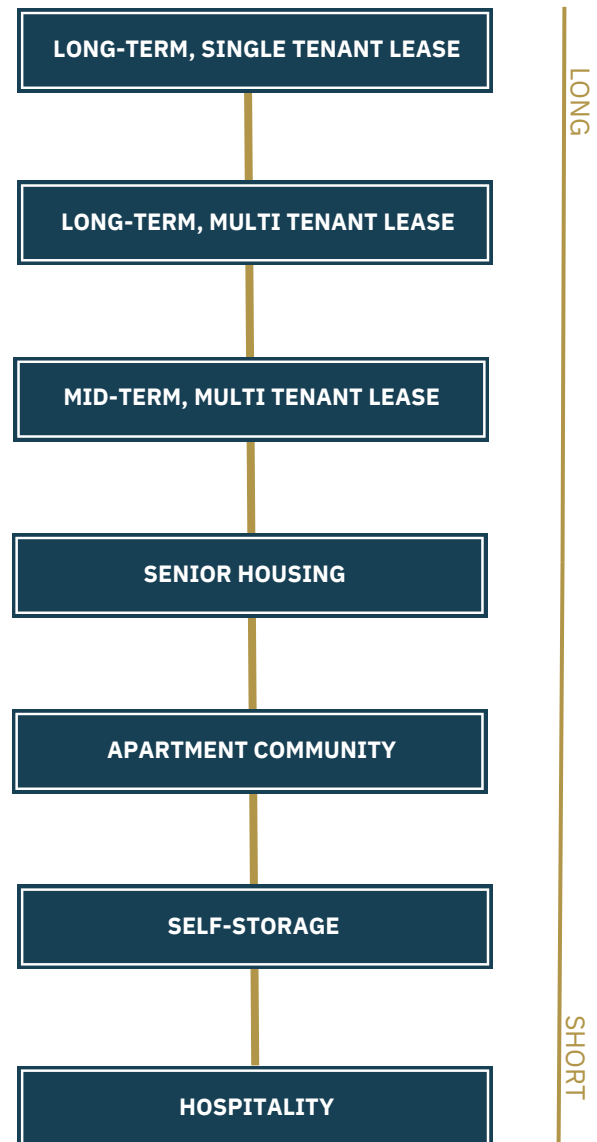 LONG-TERM, SINGLE TENANT LEASE
LONG
LONG-TERM, MULTI TENANT LEASE
MID-TERM, MULTI TENANT LEASE
SENIOR HOUSING
APARTMENT COMMUNITY
SELF-STORAGE
SHORT
HOSPITALITY